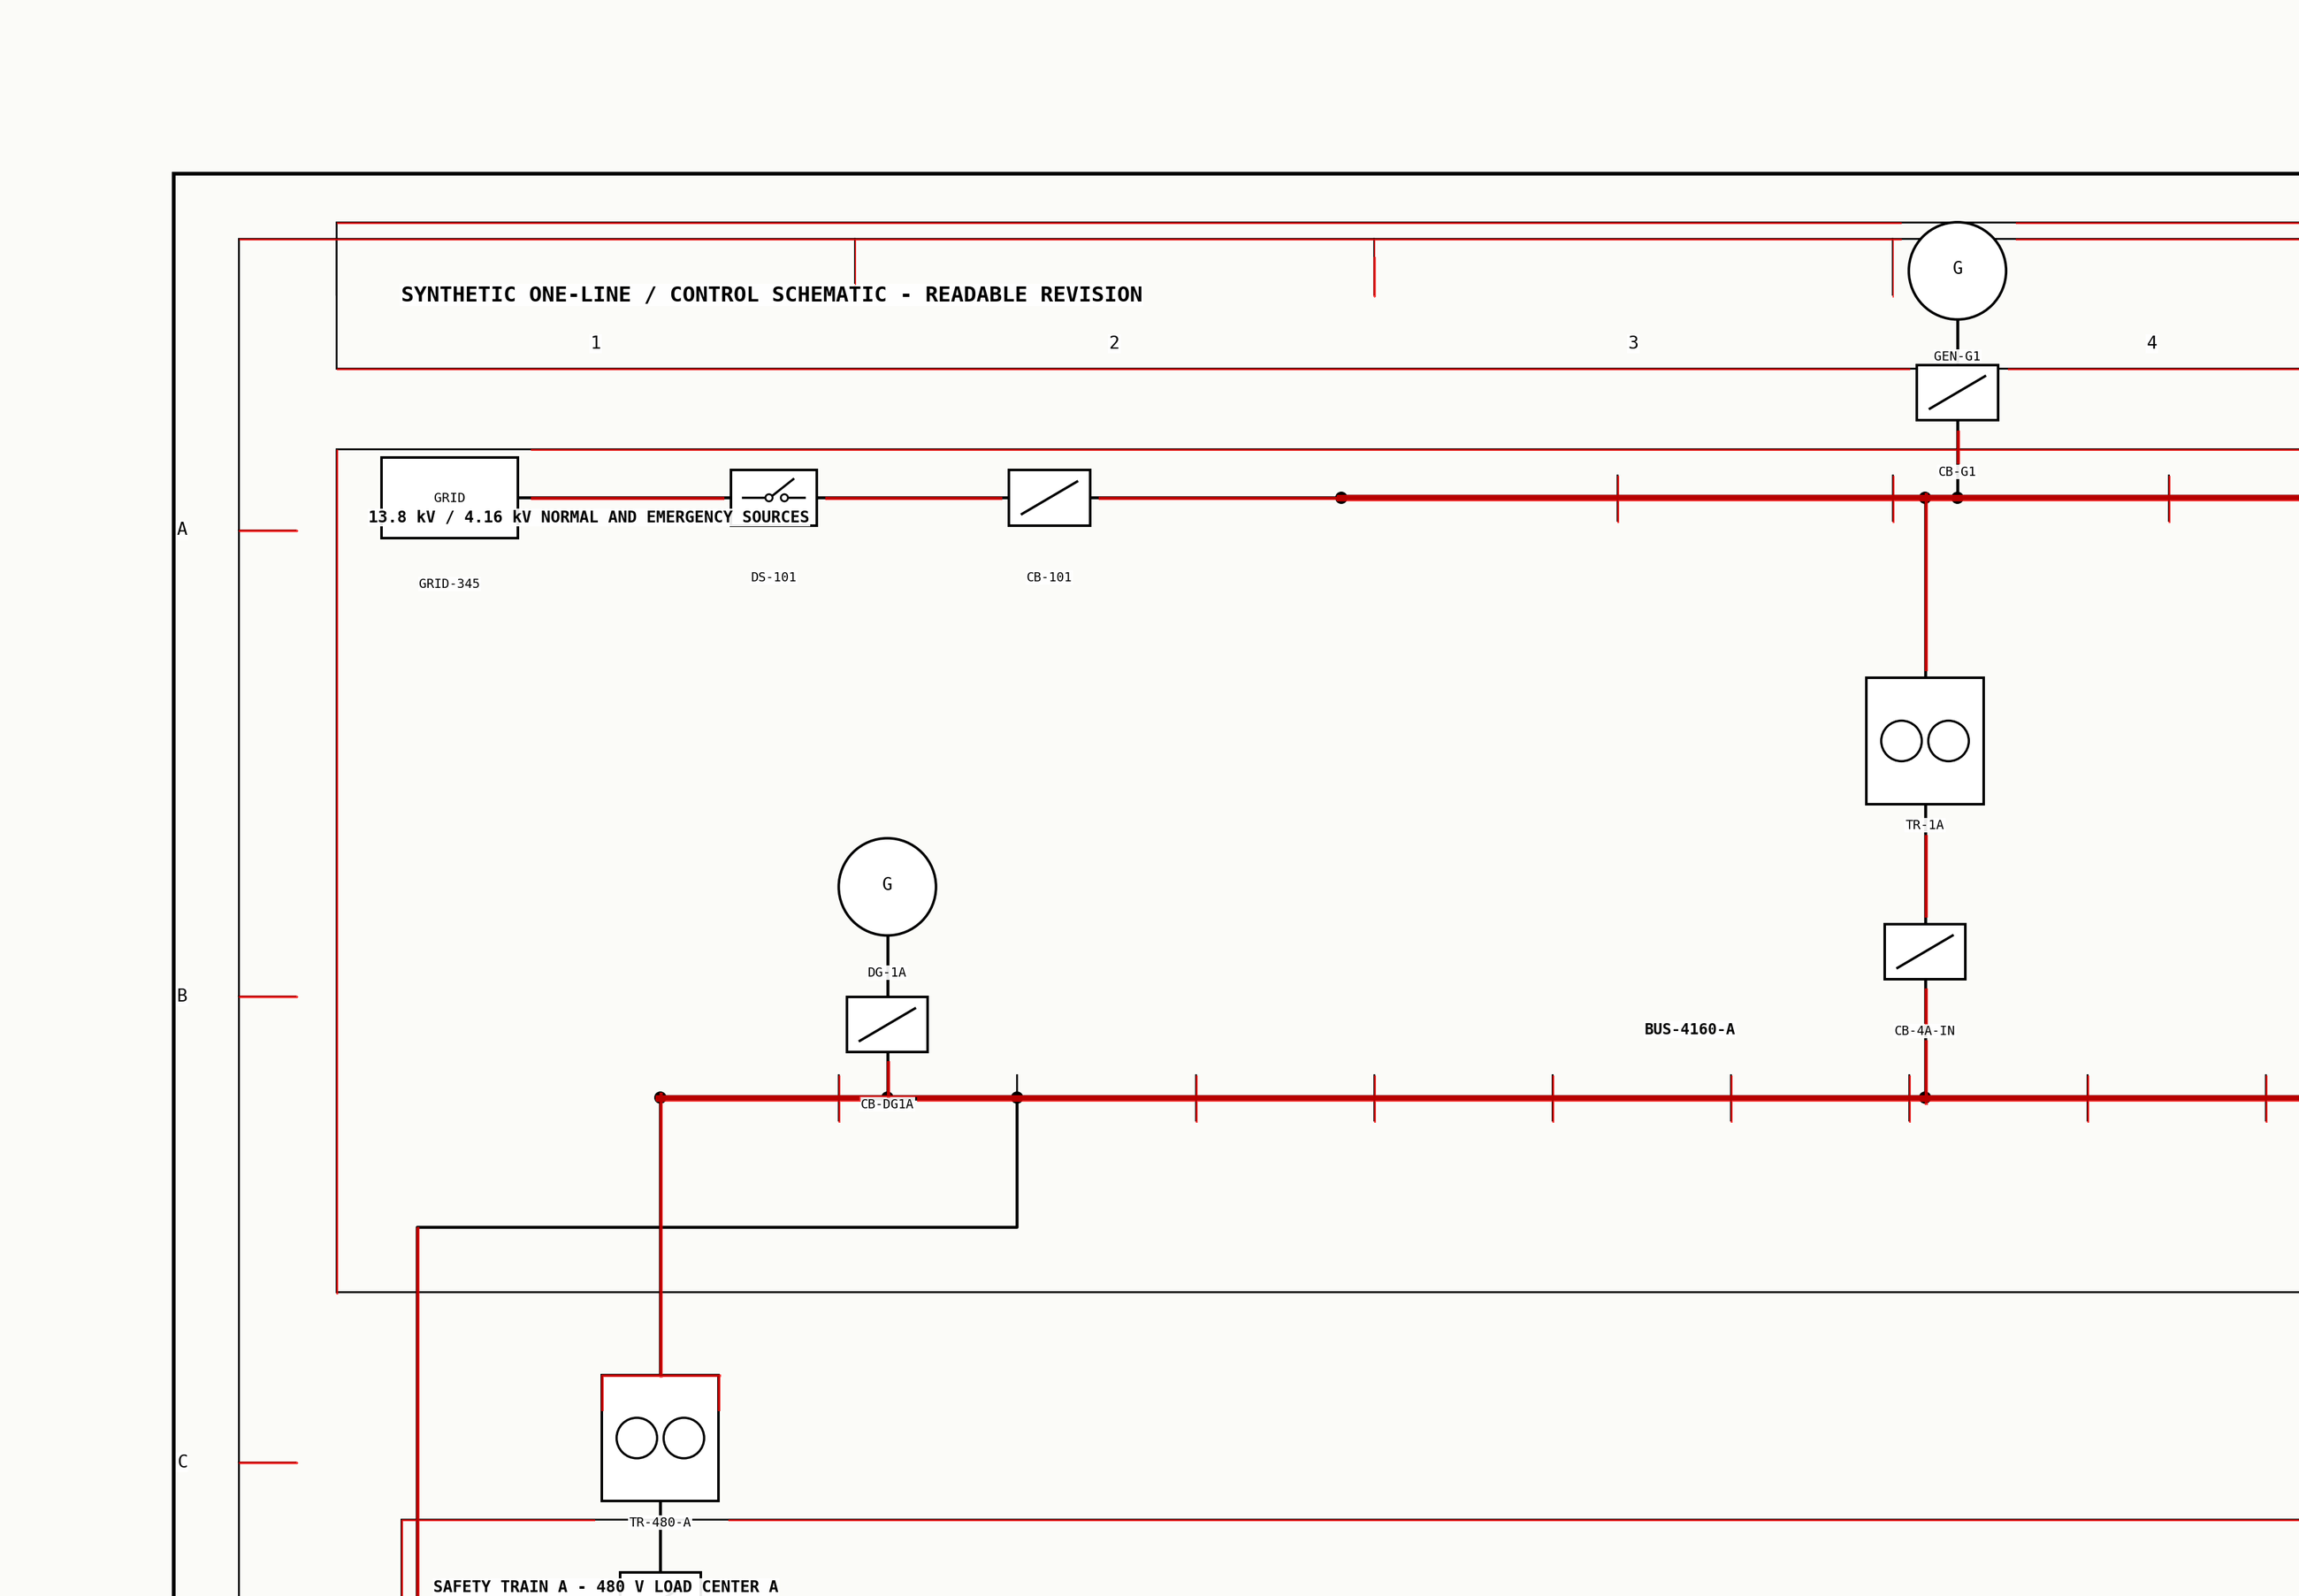 G
SYNTHETIC ONE-LINE / CONTROL SCHEMATIC - READABLE REVISION
1 2 3 4
GEN-G1
CB-G1
GRID
13.8 kV / 4.16 kV NORMAL AND EMERGENCY SOURCES
A
GRID-345 DS-101 CB-101
TR-1A
G
DG-1A
B
BUS-4160-A CB-4A-IN
CB-DG1A
C
TR-480-A
SAFETY TRAIN A - 480 V LOAD CENTER A